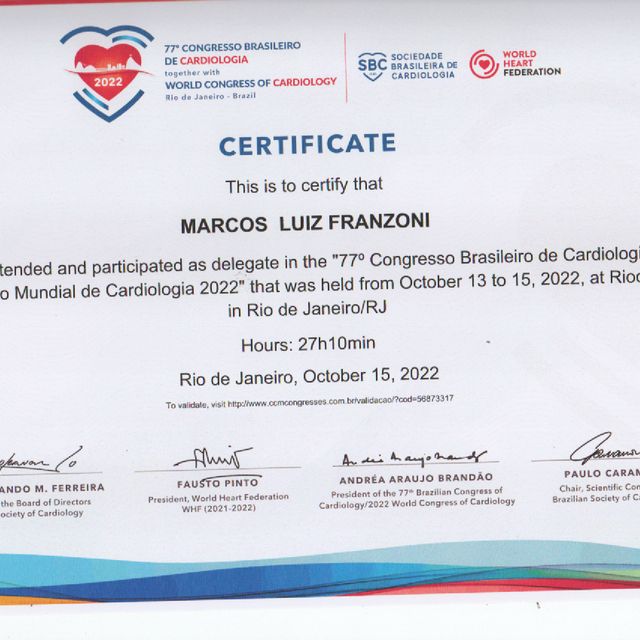 77º CONGRESSO BRASILEIRO
DE CARDIOLOGIA
together with
WORLD CONGRESS OF CARDIOLOGY
Rio de Janeiro - Brazil
2022
SBC
SOCIEDADE
BRASILEIRA DE
CARDIOLOGIA
WORLD
HEART
FEDERATION
CERTIFICATE
This is to certify that
MARCOS LUIZ FRANZONI
tended and participated as delegate in the "77º Congresso Brasileiro de Cardiologi
o Mundial de Cardiologia 2022" that was held from October 13 to 15, 2022, at Rioc
in Rio de Janeiro/RJ
Hours: 27h10min
Rio de Janeiro, October 15, 2022
To validate, visit http://www.ccmcongresses.com.br/validacao/?cod=56873317
ANDO M. FERREIRA
the Board of Directors
ociety of Cardiology
FAUSTO PINTO
President, World Heart Federation
WHF (2021-2022)
ANDRÉA ARAUJO BRANDÃO
President of the 77th Brazilian Congress of
Cardiology/2022 World Congress of Cardiology
PAULO CARAM
Chair, Scientific Con
Brazilian Society of Ca